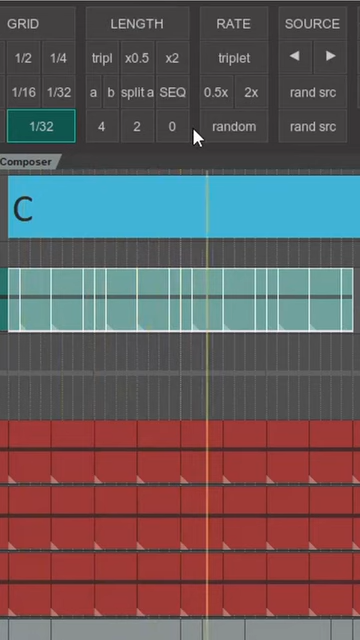 GRID LENGTH RATE SOURCE
1/2 1/4 tripl x0.5 x2 triplet ◄ ►
1/16 1/32 a b split a SEQ 0.5x 2x rand src
1/32 4 2 0 random rand src
Composer
C